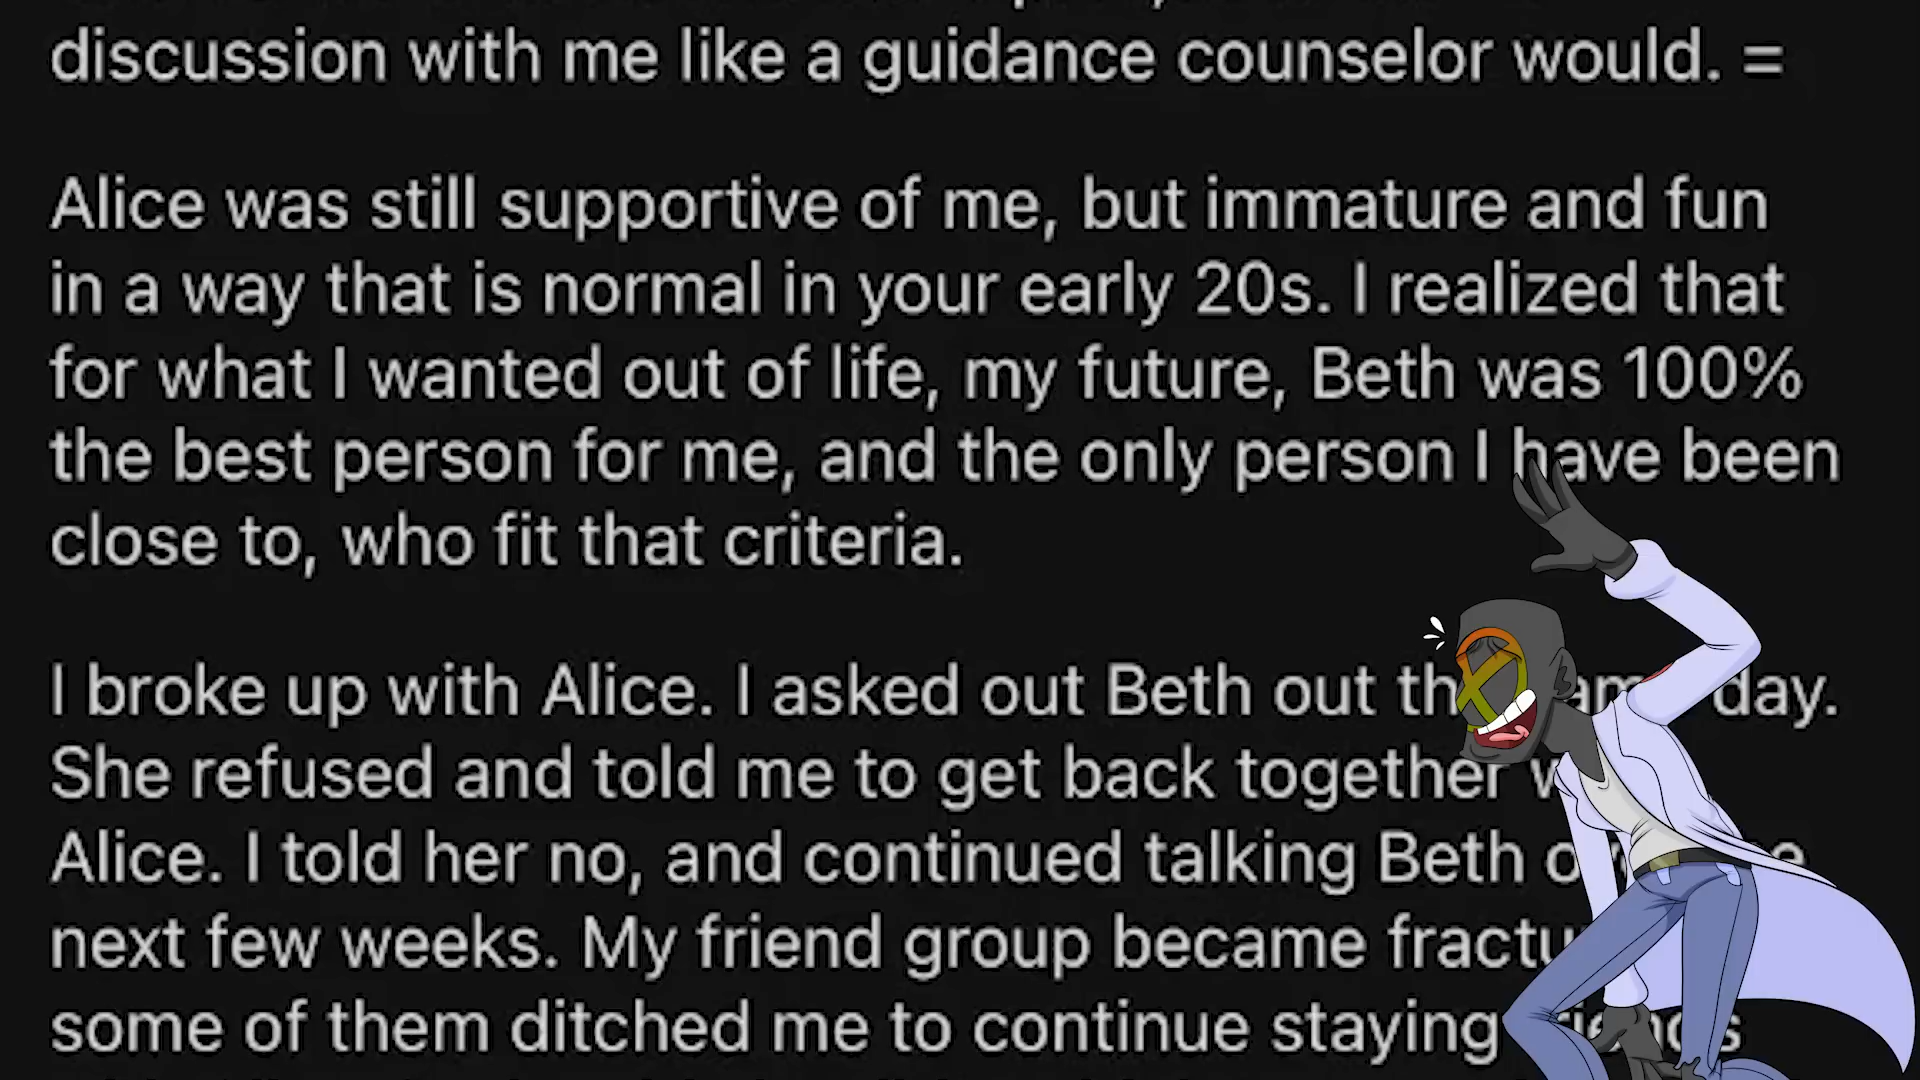 discussion with me like a guidance counselor would. =
Alice was still supportive of me, but immature and fun
in a way that is normal in your early 20s. I realized that
for what I wanted out of life, my future, Beth was 100%
the best person for me, and the only person I have been
close to, who fit that criteria.
I broke up with Alice. I asked out Beth out day.
She refused and told me to get back together
Alice. I told her no, and continued talking Beth
next few weeks. My friend group became
some of them ditched me to continue staying